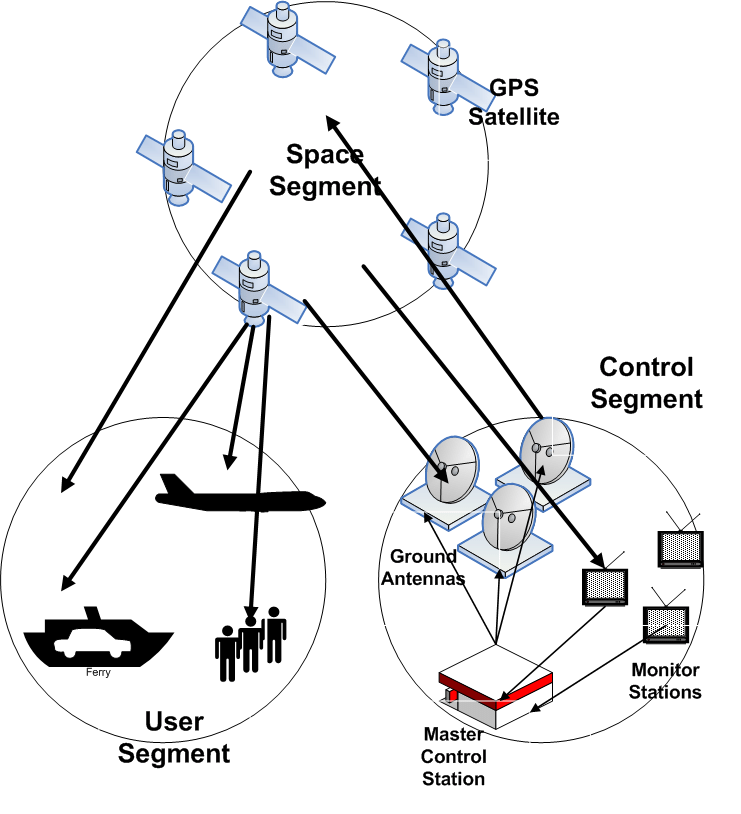 GPS
Satellite
Space
Segment
Control
Segment
Ground
Antennas
Monitor
Stations
Ferry
User
Segment
Master
Control
Station